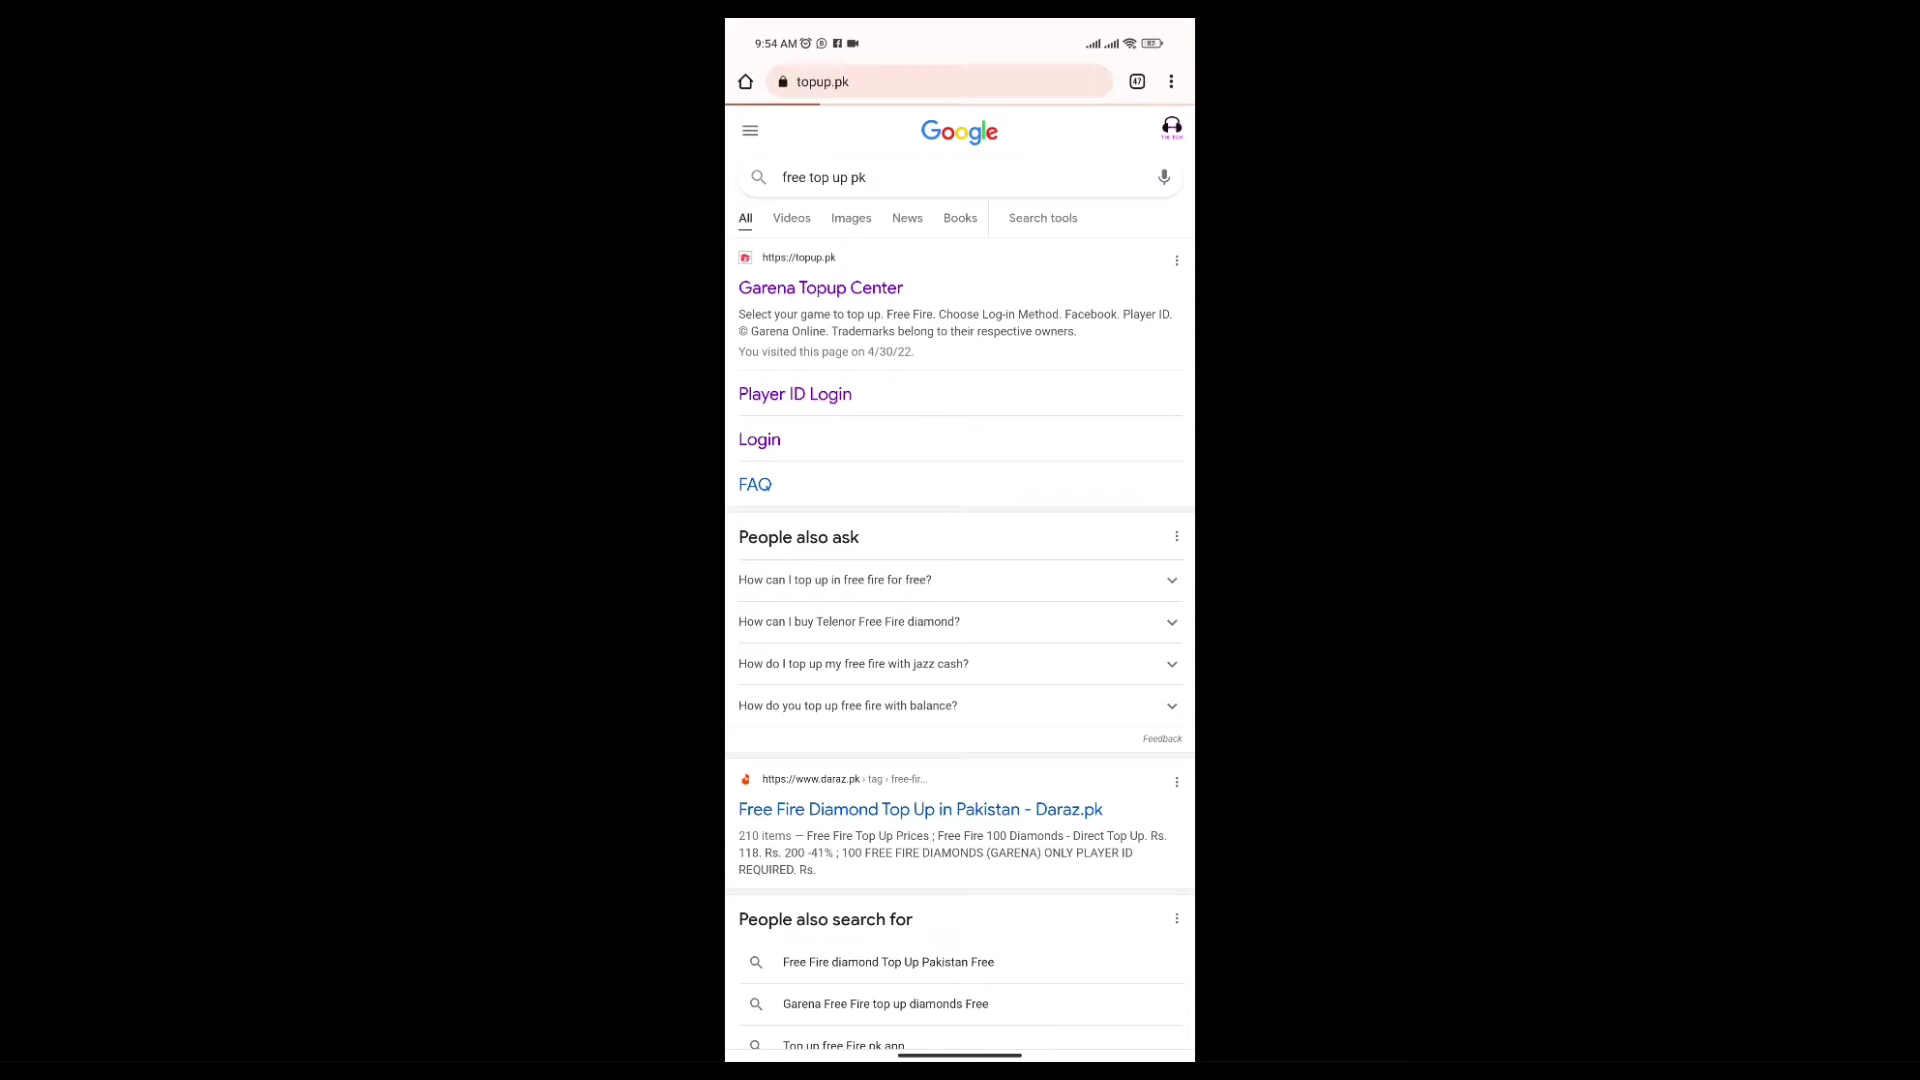 9:54 AM
82
topup.pk
47
Google
free top up pk
All Videos Images News Books Search tools
https://topup.pk
Garena Topup Center
Select your game to top up. Free Fire. Choose Log-in Method. Facebook. Player ID.
© Garena Online. Trademarks belong to their respective owners.
You visited this page on 4/30/22.
Player ID Login
Login
FAQ
People also ask
How can I top up in free fire for free?
How can I buy Telenor Free Fire diamond?
How do I top up my free fire with jazz cash?
How do you top up free fire with balance?
Feedback
https://www.daraz.pk › tag › free-fir...
Free Fire Diamond Top Up in Pakistan - Daraz.pk
210 items — Free Fire Top Up Prices ; Free Fire 100 Diamonds - Direct Top Up. Rs.
118. Rs. 200 -41% ; 100 FREE FIRE DIAMONDS (GARENA) ONLY PLAYER ID
REQUIRED. Rs.
People also search for
Free Fire diamond Top Up Pakistan Free
Garena Free Fire top up diamonds Free
Top up free Fire pk app